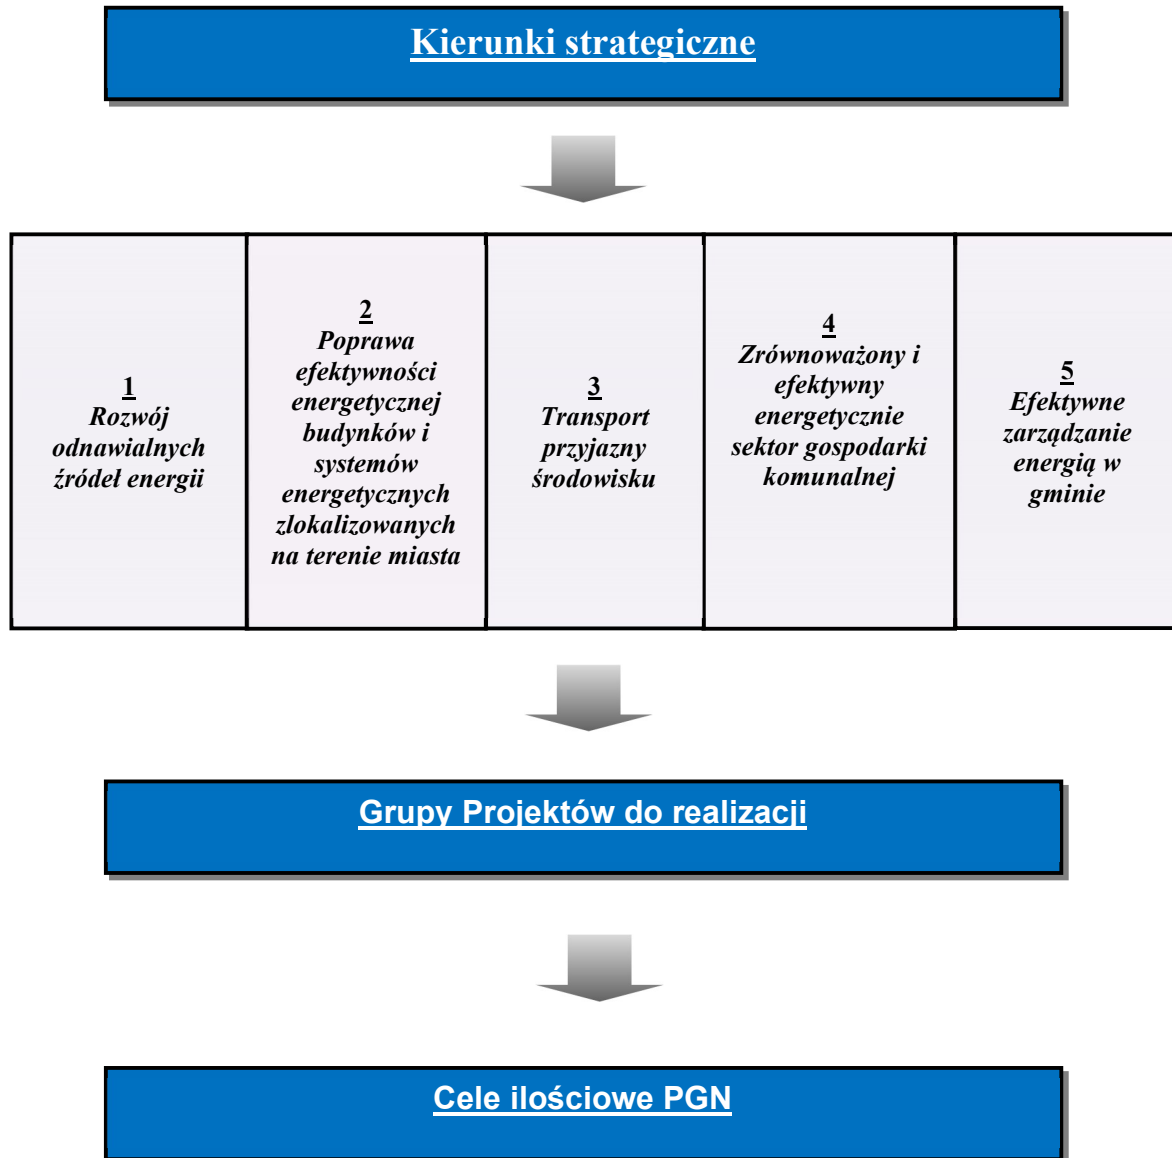 Kierunki strategiczne
1
Rozwój
odnawialnych
źródeł energii
2
Poprawa
efektywności
energetycznej
budynków i
systemów
energetycznych
zlokalizowanych
na terenie miasta
3
Transport
przyjazny
środowisku
4
Zrównoważony i
efektywny
energetycznie
sektor gospodarki
komunalnej
5
Efektywne
zarządzanie
energią w
gminie
Grupy Projektów do realizacji
Cele ilościowe PGN